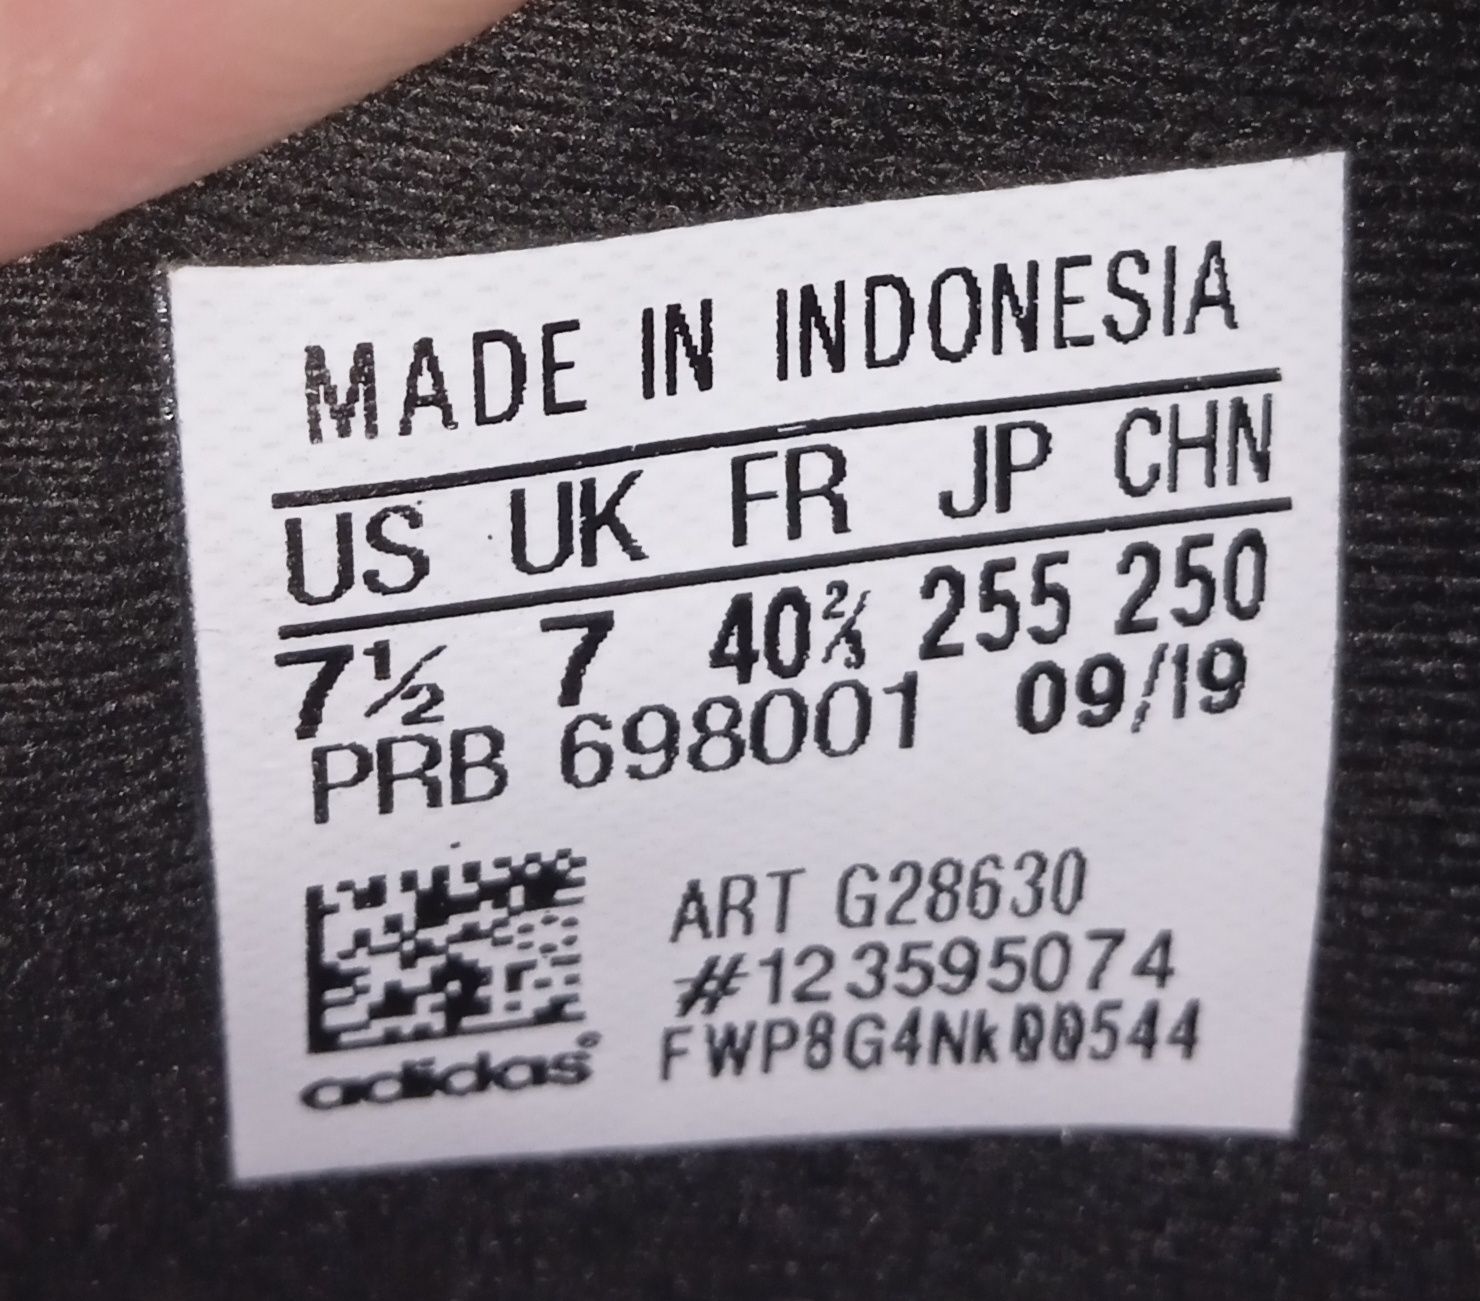 MADE IN INDONESIA
US UK FR JP CHN
7½ 7 40⅔ 255 250
PRB 698001 09/19
ART G28630
#123595074
FWP8G4Nk00544
adidas®